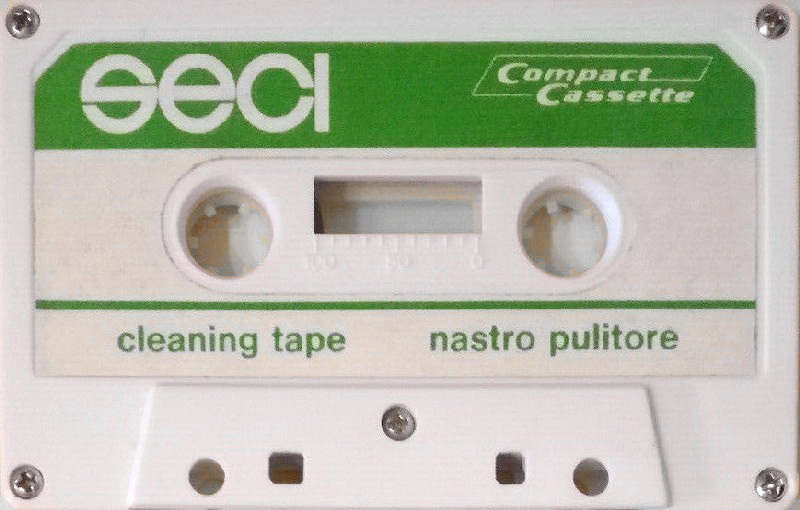 seci
Compact
Cassette
100 50 0
cleaning tape nastro pulitore